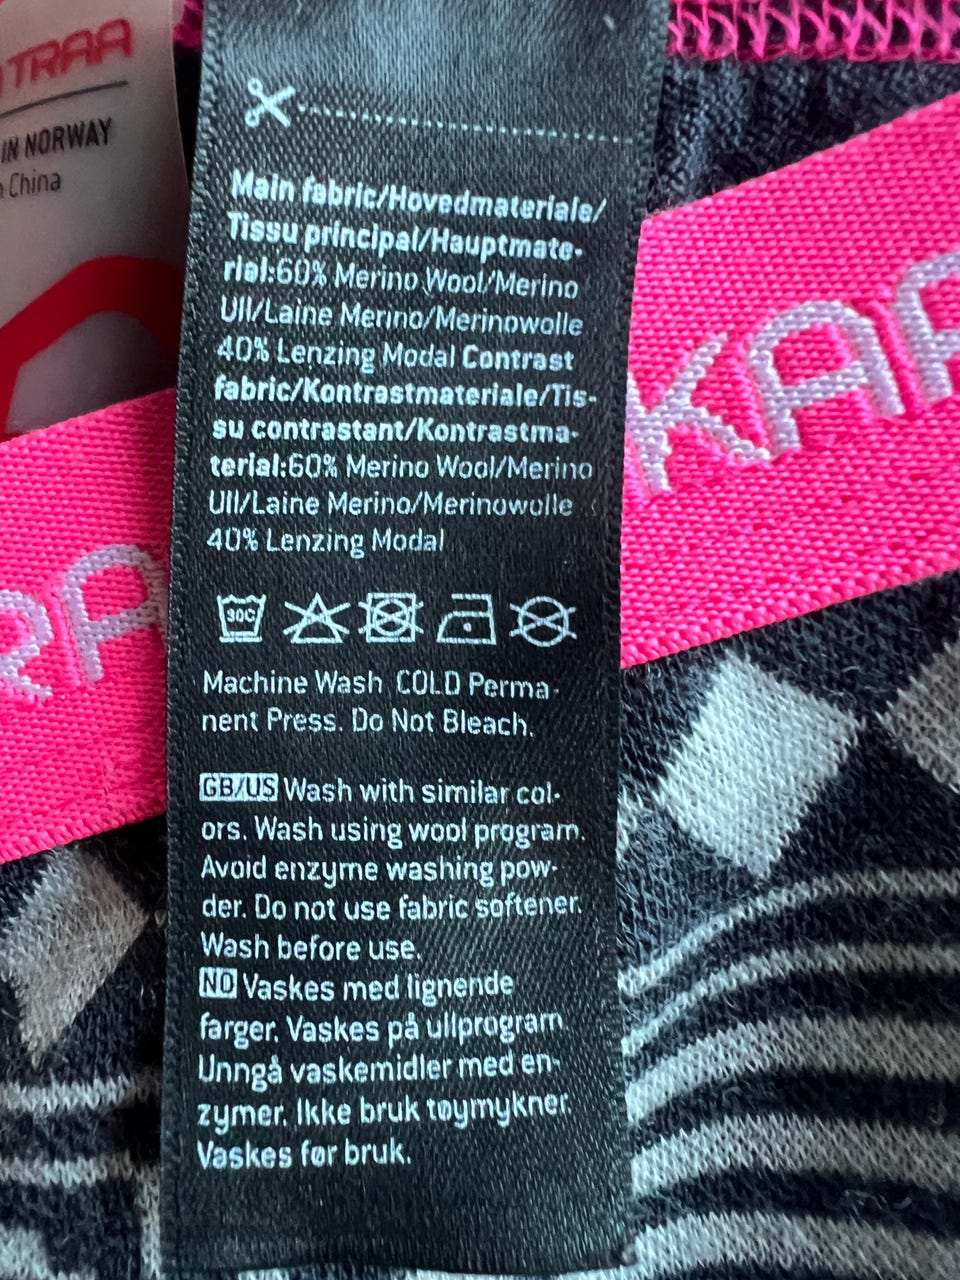 TRAA
IN NORWAY
China
Main fabric/Hovedmateriale/
Tissu principal/Hauptmate-
rial:60% Merino Wool/Merino
Ull/Laine Merino/Merinowolle
40% Lenzing Modal Contrast
fabric/Kontrastmateriale/Tis-
su contrastant/Kontrastma-
terial:60% Merino Wool/Merino
Ull/Laine Merino/Merinowolle
40% Lenzing Modal
30C
Machine Wash COLD Perma-
nent Press. Do Not Bleach.
GB/US Wash with similar col-
ors. Wash using wool program.
Avoid enzyme washing pow-
der. Do not use fabric softener.
Wash before use.
NO Vaskes med lignende
farger. Vaskes på ullprogram
Unngå vaskemidler med en-
zymer. Ikke bruk tøymykner.
Vaskes før bruk.
KAR
RA